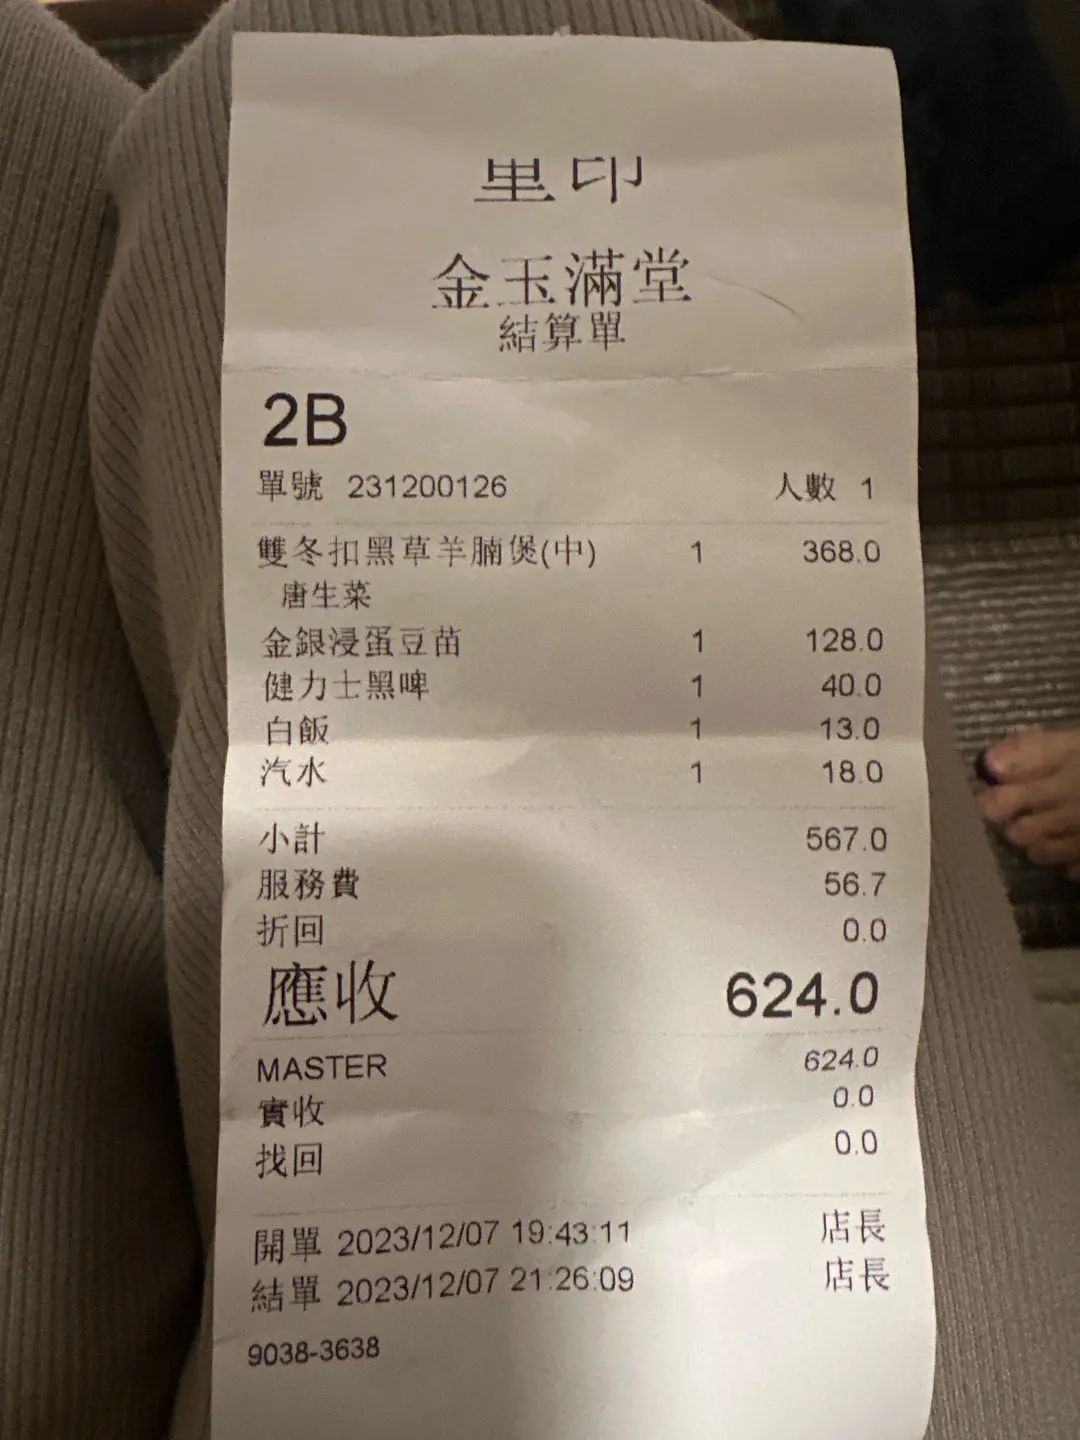 重印
金玉滿堂
結算單
2B
單號 231200126 人數 1
雙冬扣黑草羊腩煲(中) 1 368.0
唐生菜
金銀浸蛋豆苗 1 128.0
健力士黑啤 1 40.0
白飯 1 13.0
汽水 1 18.0
小計 567.0
服務費 56.7
折回 0.0
應收 624.0
MASTER 624.0
實收 0.0
找回 0.0
開單 2023/12/07 19:43:11 店長
結單 2023/12/07 21:26:09 店長
9038-3638